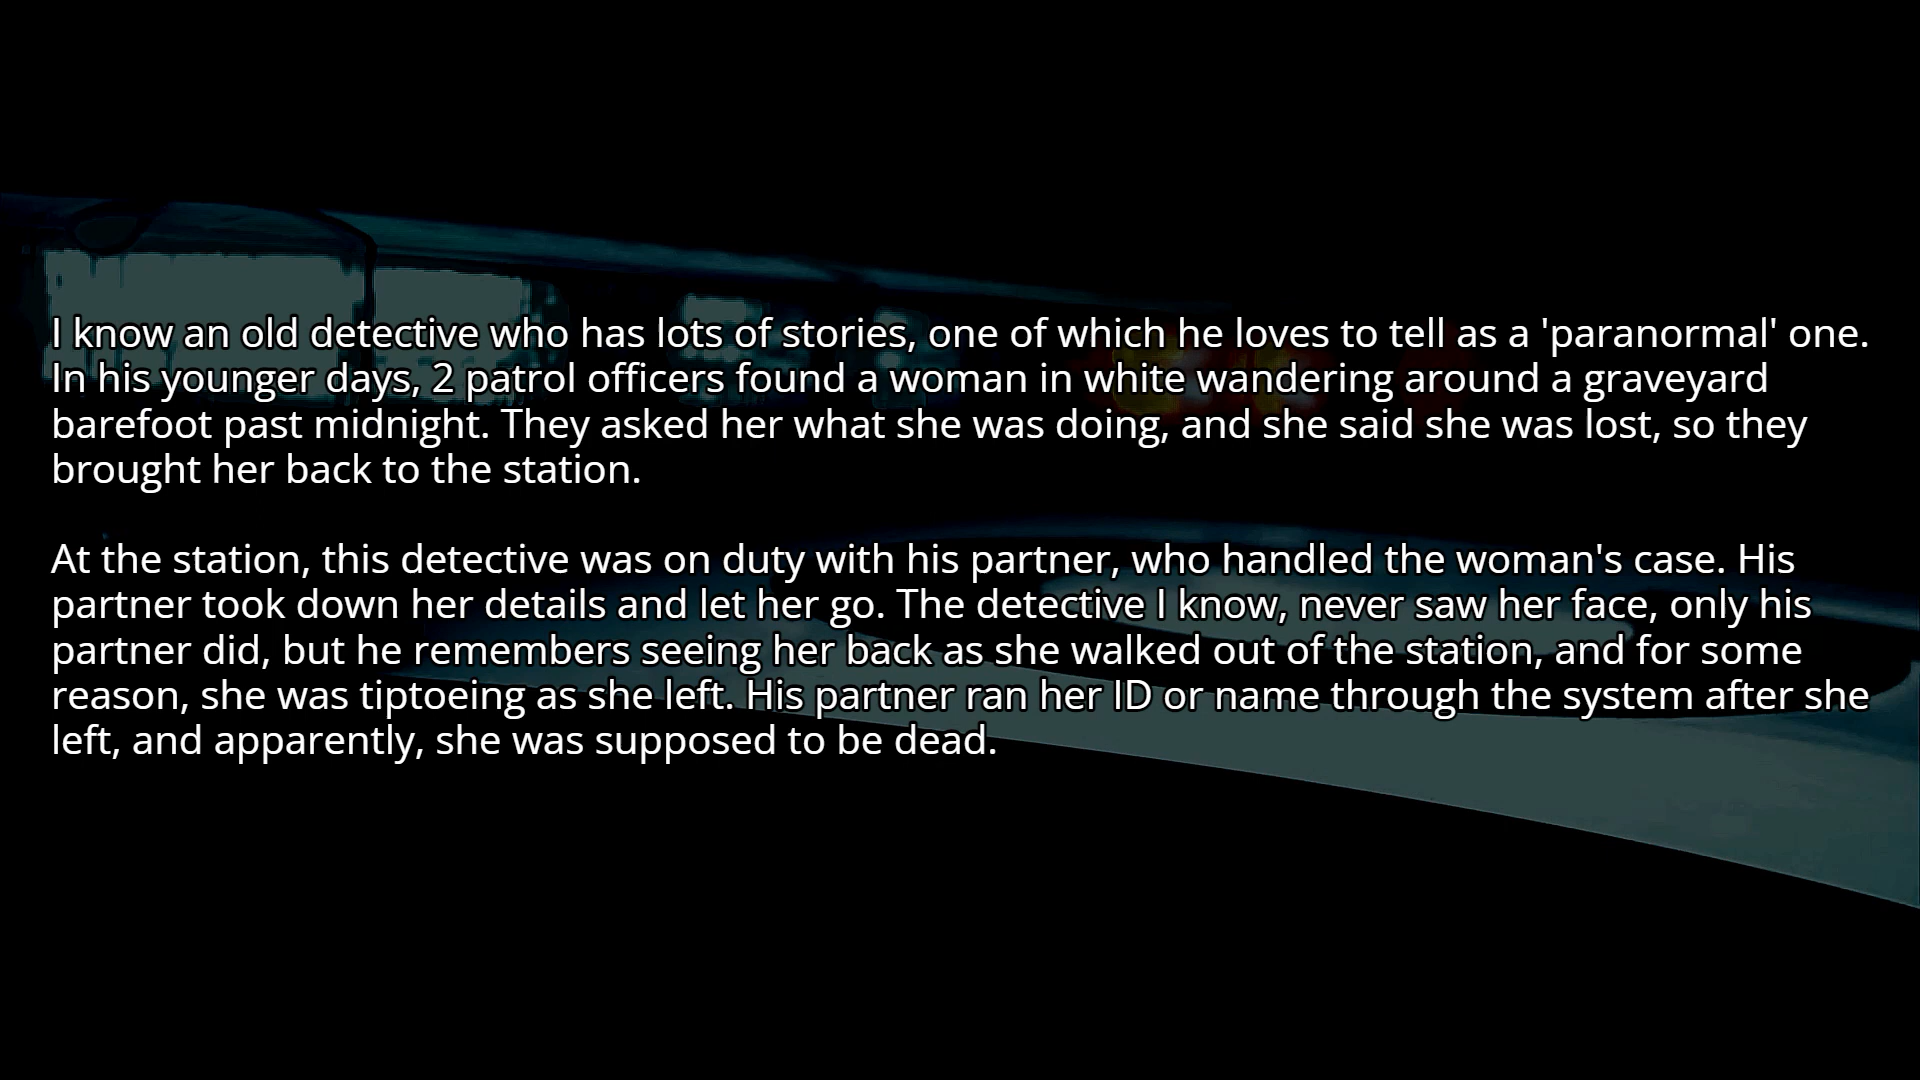 I know an old detective who has lots of stories, one of which he loves to tell as a 'paranormal' one.
In his younger days, 2 patrol officers found a woman in white wandering around a graveyard
barefoot past midnight. They asked her what she was doing, and she said she was lost, so they
brought her back to the station.
At the station, this detective was on duty with his partner, who handled the woman's case. His
partner took down her details and let her go. The detective I know, never saw her face, only his
partner did, but he remembers seeing her back as she walked out of the station, and for some
reason, she was tiptoeing as she left. His partner ran her ID or name through the system after she
left, and apparently, she was supposed to be dead.